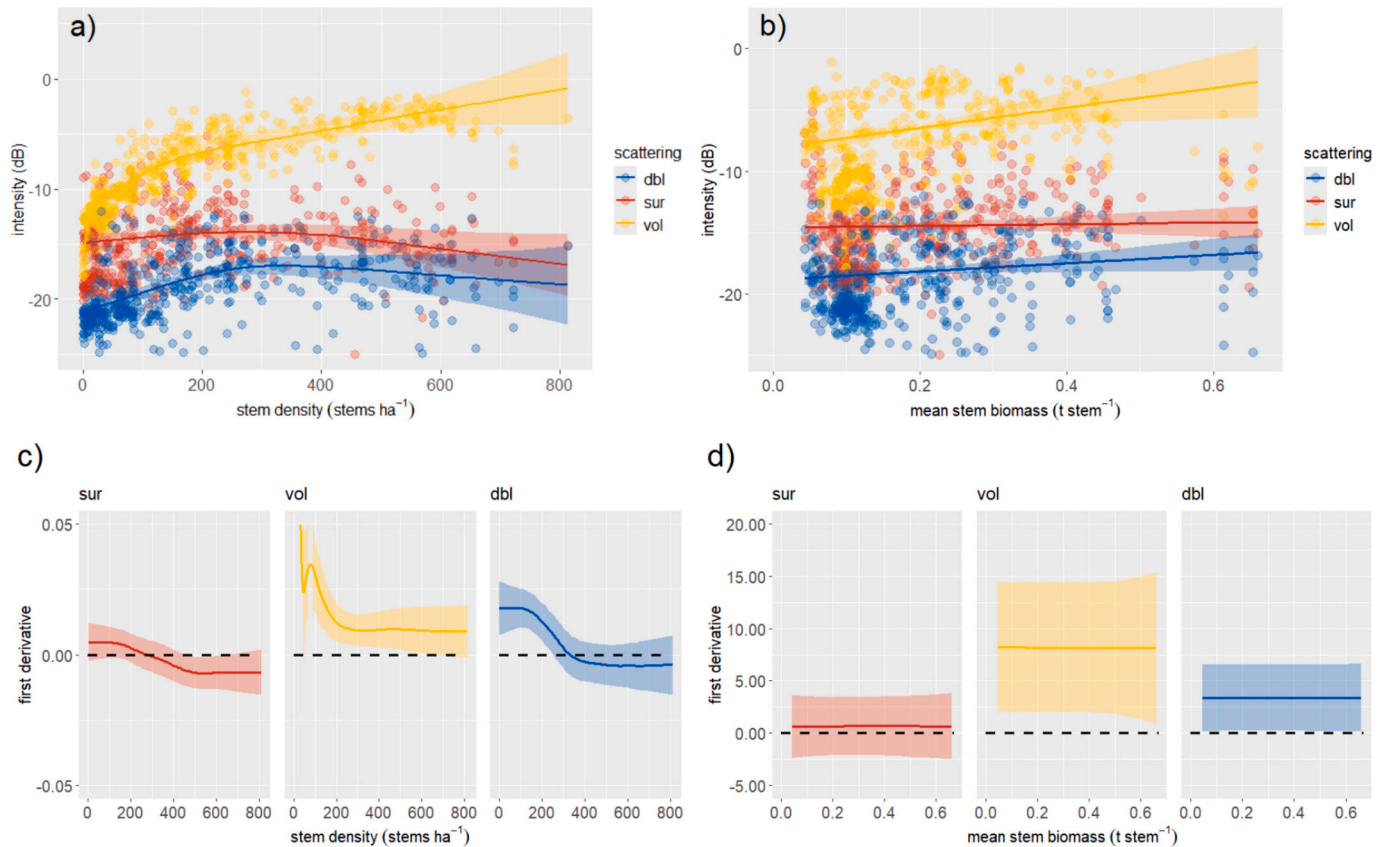 a)
0
-10
-20
intensity (dB)
0
200
400
600
800
stem density (stems ha⁻¹)
scattering
dbl
sur
vol
b)
0
-5
-10
-15
-20
intensity (dB)
0.0
0.2
0.4
0.6
mean stem biomass (t stem⁻¹)
scattering
dbl
sur
vol
c)
sur vol dbl
0.05
0.00
-0.05
first derivative
0 200 400 600 800 0 200 400 600 800 0 200 400 600 800
stem density (stems ha⁻¹)
d)
sur vol dbl
20.00
15.00
10.00
5.00
0.00
-5.00
first derivative
0.0 0.2 0.4 0.6 0.0 0.2 0.4 0.6 0.0 0.2 0.4 0.6
mean stem biomass (t stem⁻¹)